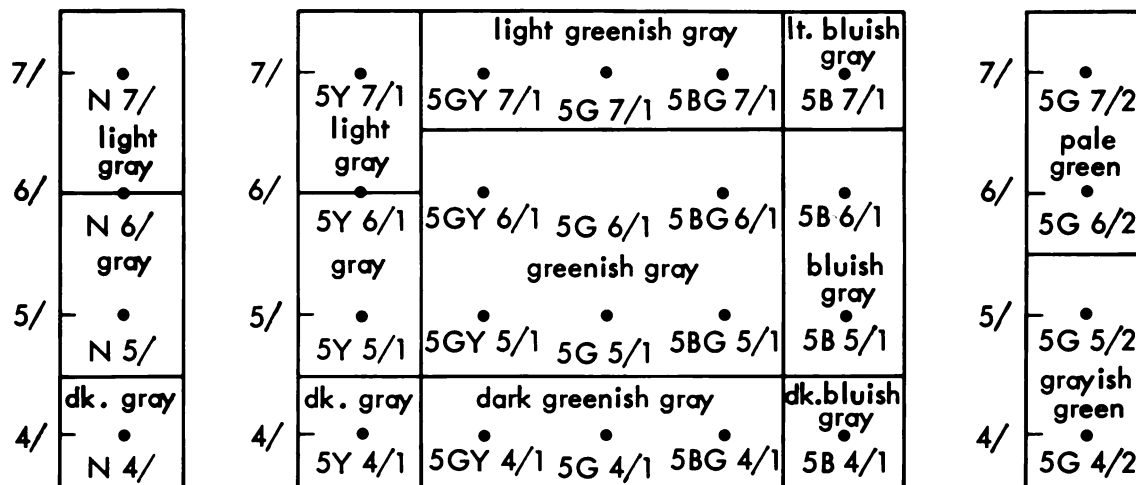 light greenish gray
lt. bluish
gray
7/
7/
7/
N 7/
5Y 7/1
5GY 7/1
5G 7/1
5BG 7/1
5B 7/1
5G 7/2
light
gray
light
gray
pale
green
6/
6/
6/
N 6/
5Y 6/1
5GY 6/1
5G 6/1
5BG 6/1
5B 6/1
5G 6/2
gray
gray
greenish gray
bluish
gray
5/
5/
5/
N 5/
5Y 5/1
5GY 5/1
5G 5/1
5BG 5/1
5B 5/1
5G 5/2
dk. gray
dk. gray
dark greenish gray
dk.bluish
gray
grayish
green
4/
4/
4/
N 4/
5Y 4/1
5GY 4/1
5G 4/1
5BG 4/1
5B 4/1
5G 4/2